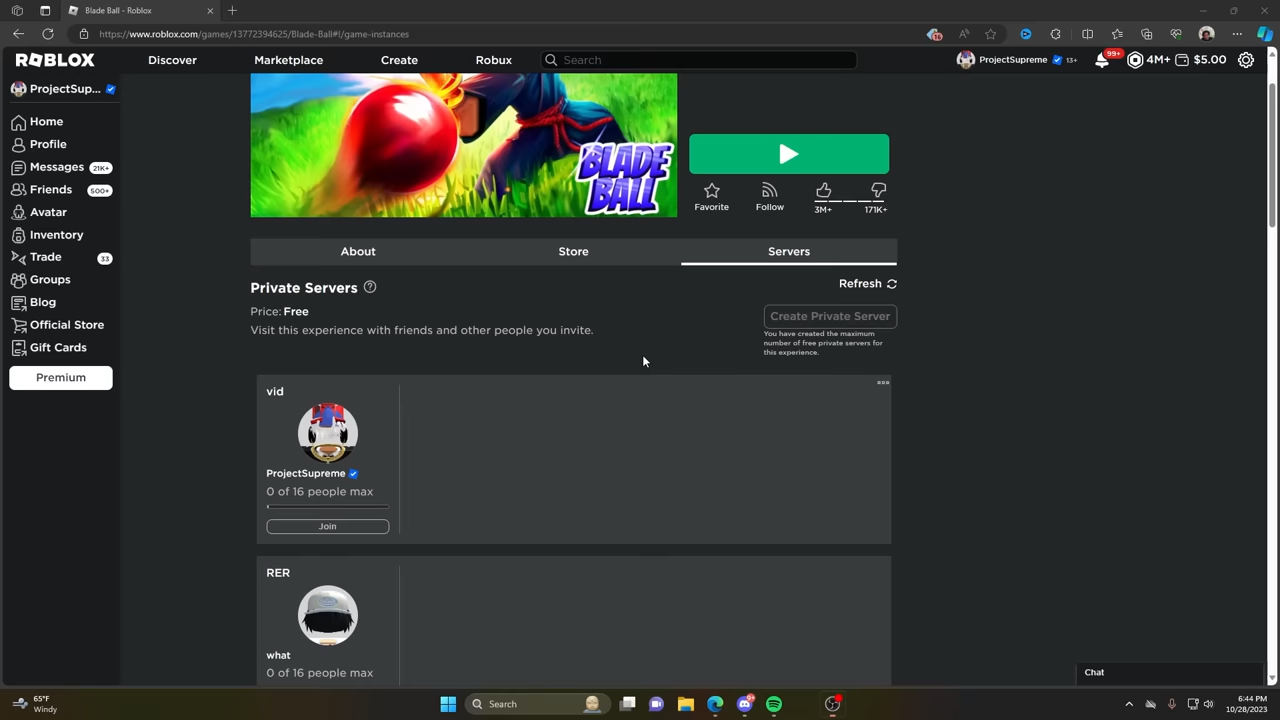 Blade Ball - Roblox
https://www.roblox.com/games/13772394625/Blade-Ball#!/game-instances
ROBLOX
Discover
Marketplace
Create
Robux
Search
ProjectSupreme
13+
99+
4M+
$5.00
ProjectSup...
Home
Profile
Messages
21K+
Friends
500+
Avatar
Inventory
Trade
33
Groups
Blog
Official Store
Gift Cards
Premium
BLADE
BALL
Favorite
Follow
3M+
171K+
About
Store
Servers
Private Servers
Refresh
Price: Free
Visit this experience with friends and other people you invite.
Create Private Server
You have created the maximum
number of free private servers for
this experience.
vid
ProjectSupreme
0 of 16 people max
Join
RER
what
0 of 16 people max
Chat
65°F
Windy
Search
6:44 PM
10/28/2023